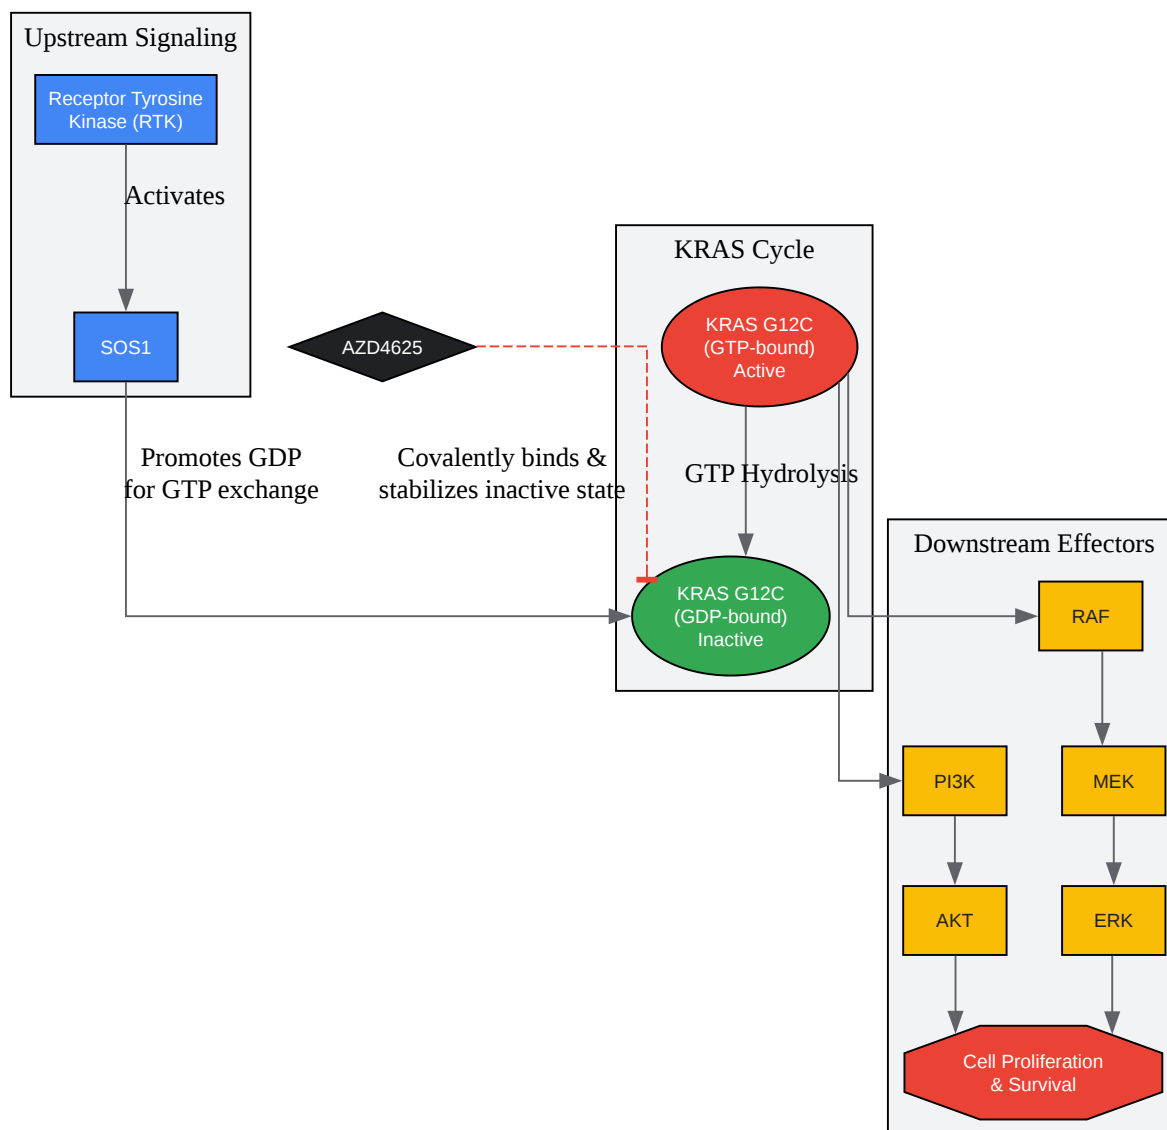 Upstream Signaling
Receptor Tyrosine
Kinase (RTK)
Activates
SOS1
AZD4625
Promotes GDP
for GTP exchange
Covalently binds &
stabilizes inactive state
KRAS Cycle
KRAS G12C
(GTP-bound)
Active
GTP Hydrolysis
KRAS G12C
(GDP-bound)
Inactive
Downstream Effectors
RAF
PI3K
MEK
AKT
ERK
Cell Proliferation
& Survival